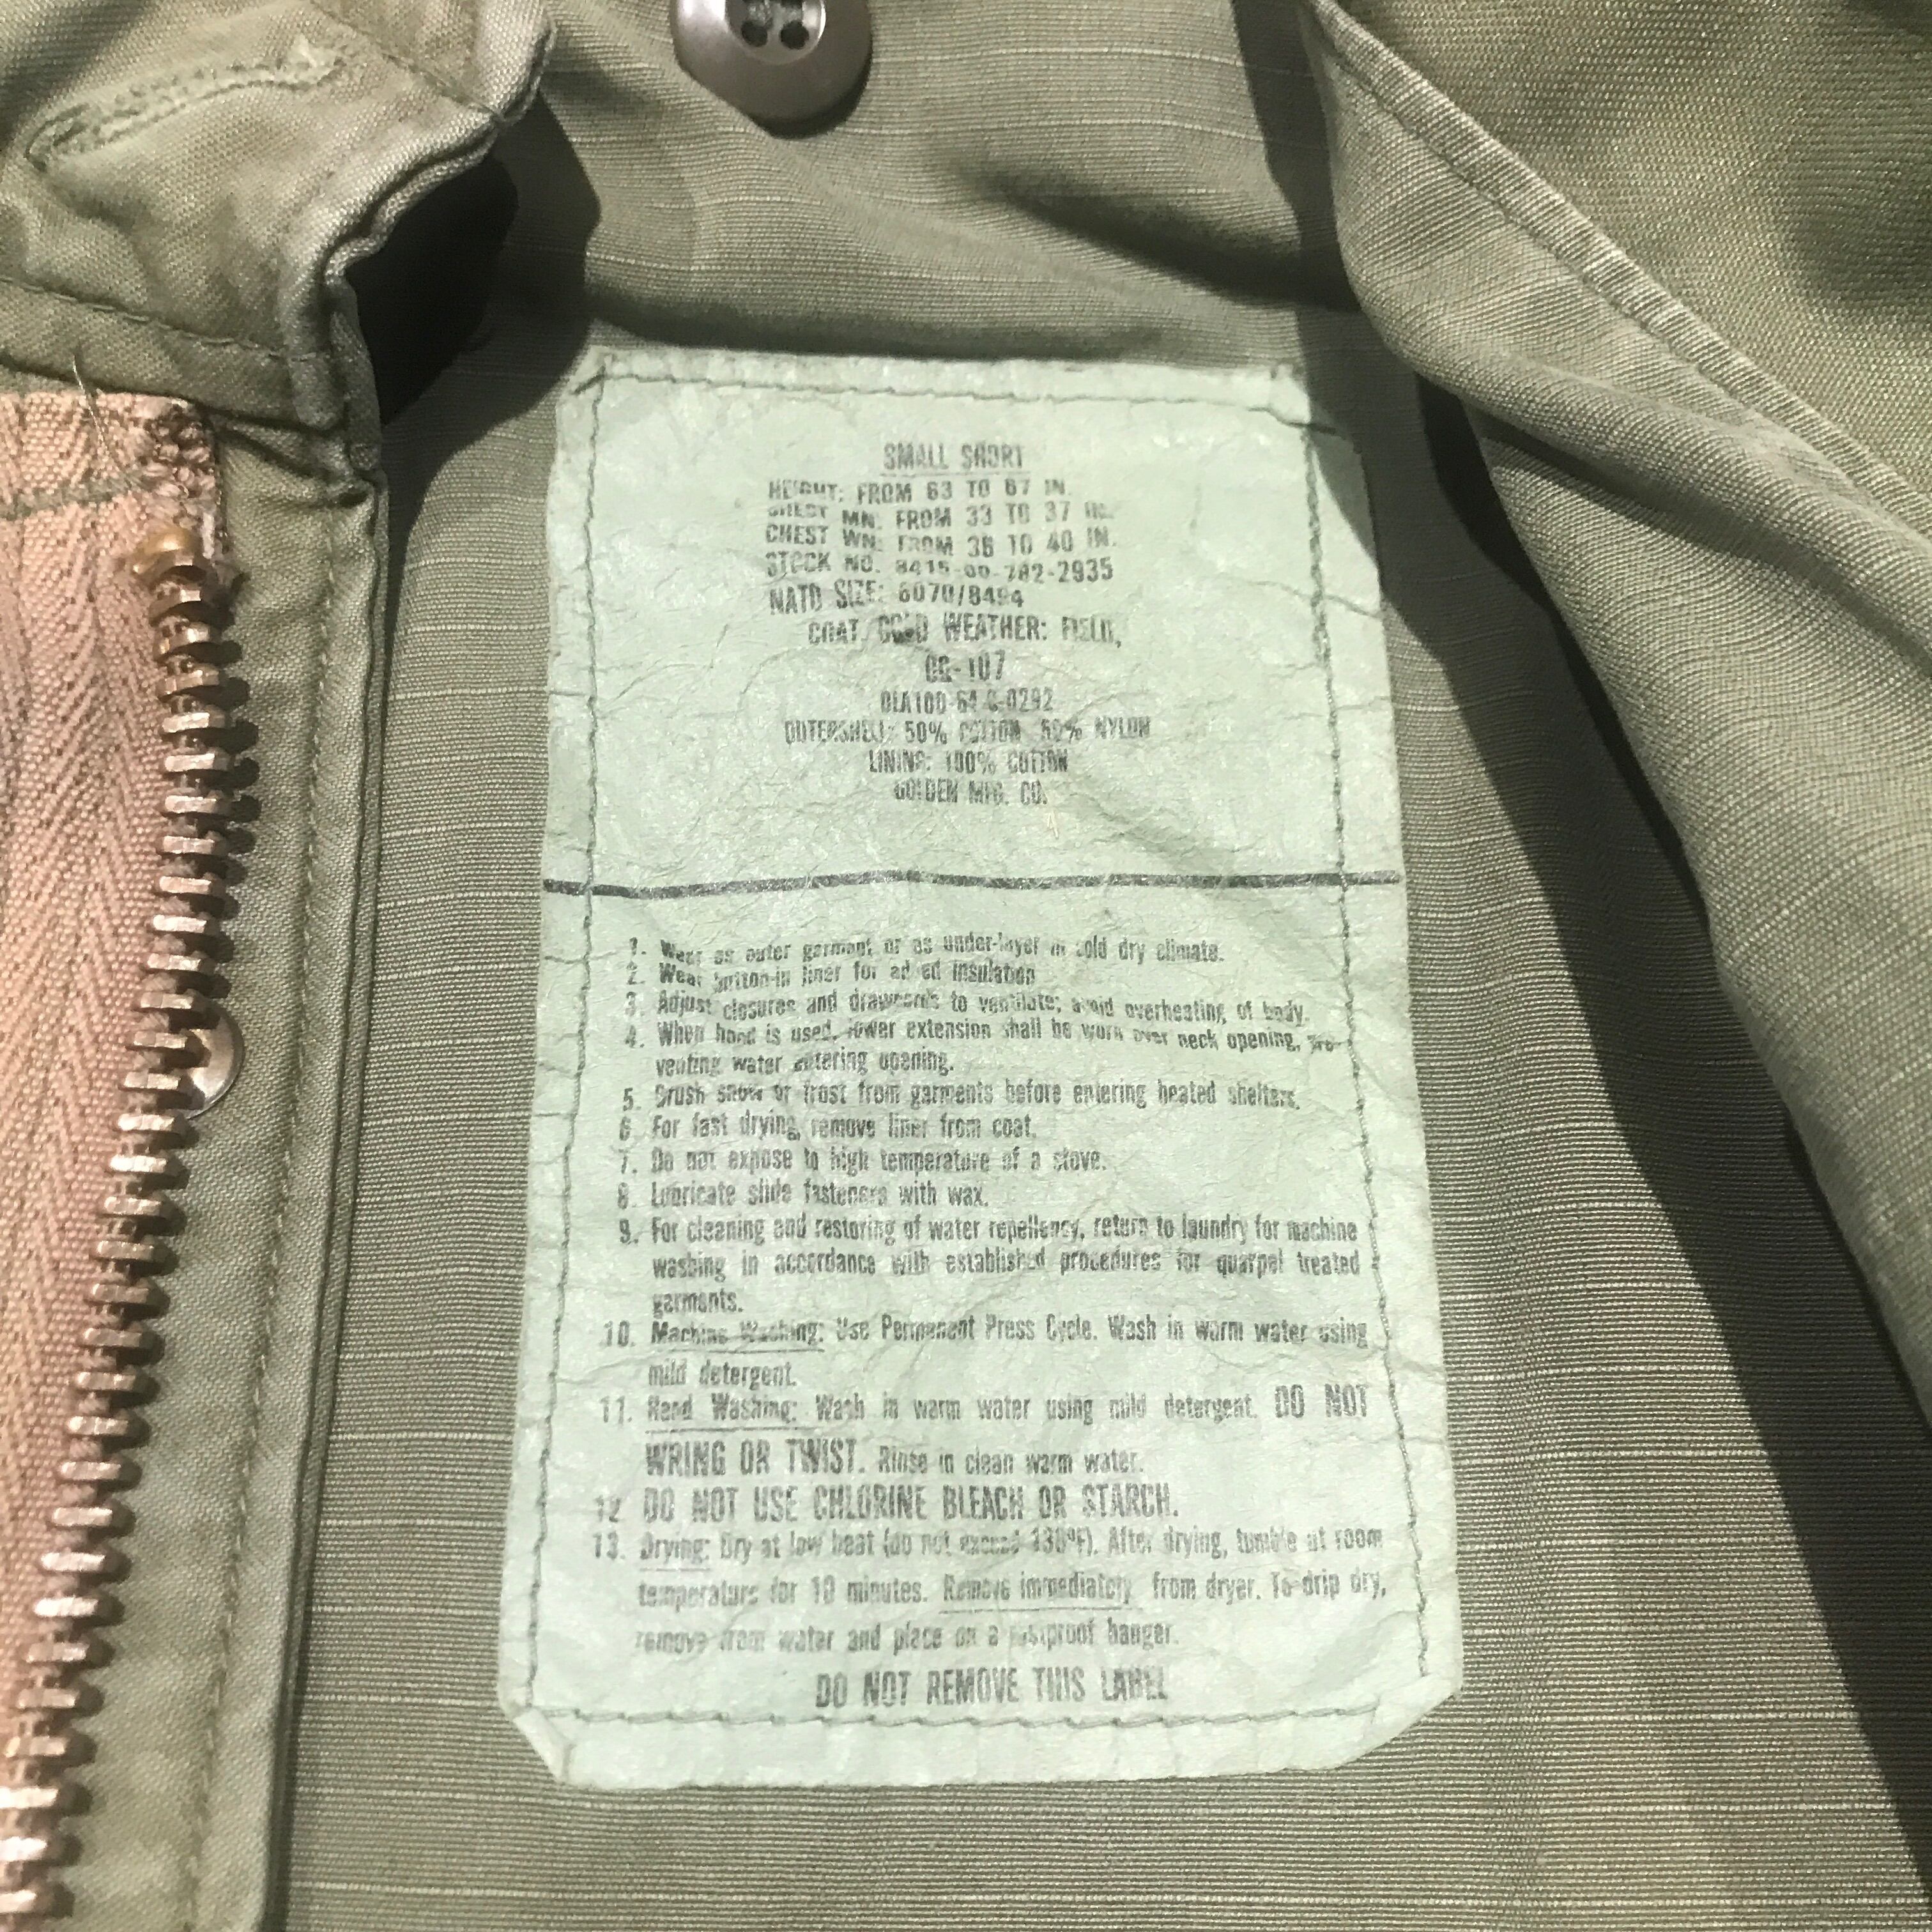 SMALL SHORT
HEIGHT: FROM 63 TO 67 IN.
CHEST MN: FROM 33 TO 37 IN.
CHEST WN: FROM 36 TO 40 IN.
STOCK NO. 8415-00-782-2935
NATO SIZE: 6070/8494
COAT, COLD WEATHER: FIELD,
OG-107
DLA100-84-C-0292
OUTERSHELL: 50% COTTON 50% NYLON
LINING: 100% COTTON
GOLDEN MFG. CO.
1. Wear as outer garment or as under-layer in cold dry climate.
2. Wear button-in liner for added insulation
3. Adjust closures and drawcords to ventilate; avoid overheating of body.
4. When hood is used, lower extension shall be worn over neck opening, pre-
venting water entering opening.
5. Brush snow or frost from garments before entering heated shelters.
6. For fast drying, remove liner from coat.
7. Do not expose to high temperature of a stove.
8. Lubricate slide fasteners with wax.
9. For cleaning and restoring of water repellency, return to laundry for machine
washing in accordance with established procedures for quarpel treated
garments.
10. Machine Washing: Use Permanent Press Cycle. Wash in warm water using
mild detergent.
11. Hand Washing: Wash in warm water using mild detergent. DO NOT
WRING OR TWIST. Rinse in clean warm water.
12 DO NOT USE CHLORINE BLEACH OR STARCH.
13. Drying: Dry at low heat (do not exceed 130°F). After drying, tumble at room
temperature for 10 minutes. Remove immediately from dryer. To drip dry,
remove from water and place on a rustproof hanger.
DO NOT REMOVE THIS LABEL